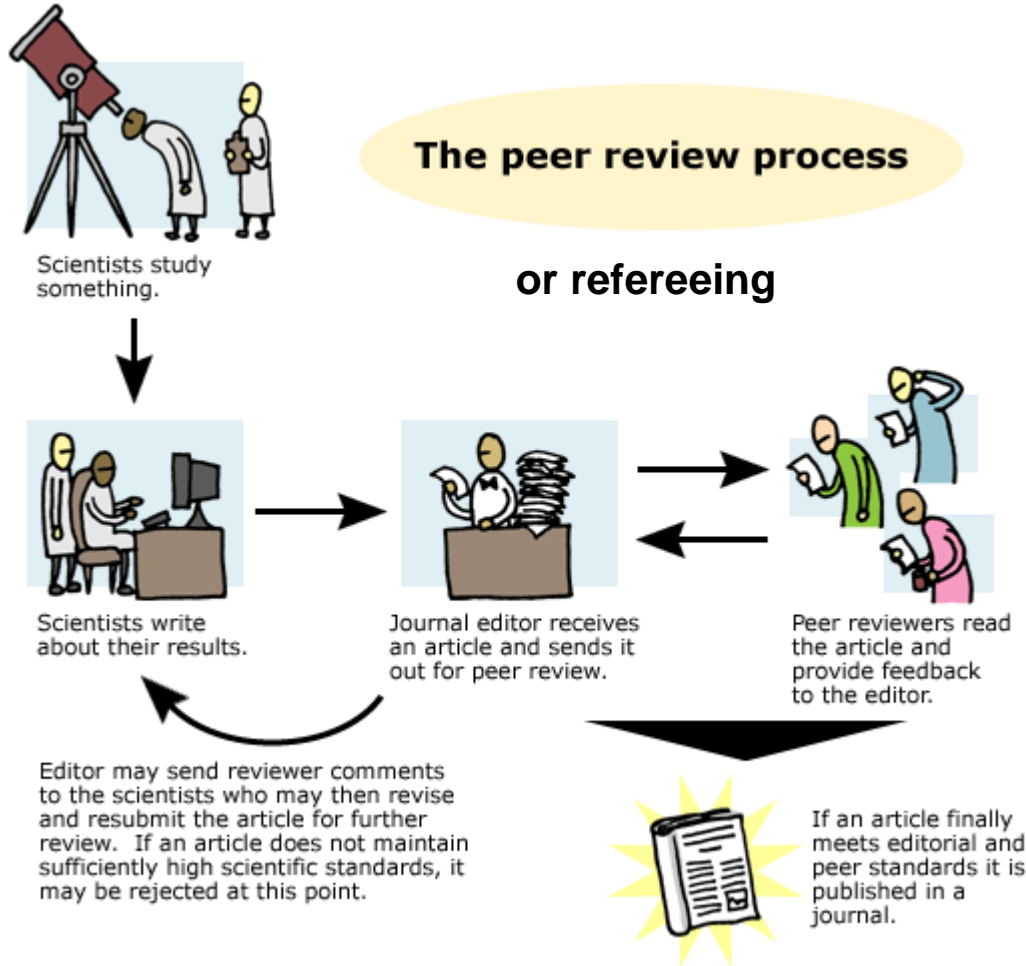 The peer review process
or refereeing
Scientists study
something.
Scientists write
about their results.
Journal editor receives
an article and sends it
out for peer review.
Peer reviewers read
the article and
provide feedback
to the editor.
Editor may send reviewer comments
to the scientists who may then revise
and resubmit the article for further
review. If an article does not maintain
sufficiently high scientific standards, it
may be rejected at this point.
If an article finally
meets editorial and
peer standards it is
published in a
journal.